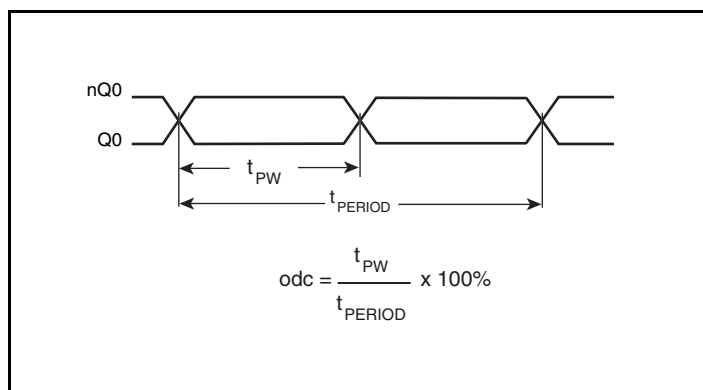 nQ0
Q0
tPW
tPERIOD
odc = tPW / tPERIOD x 100%